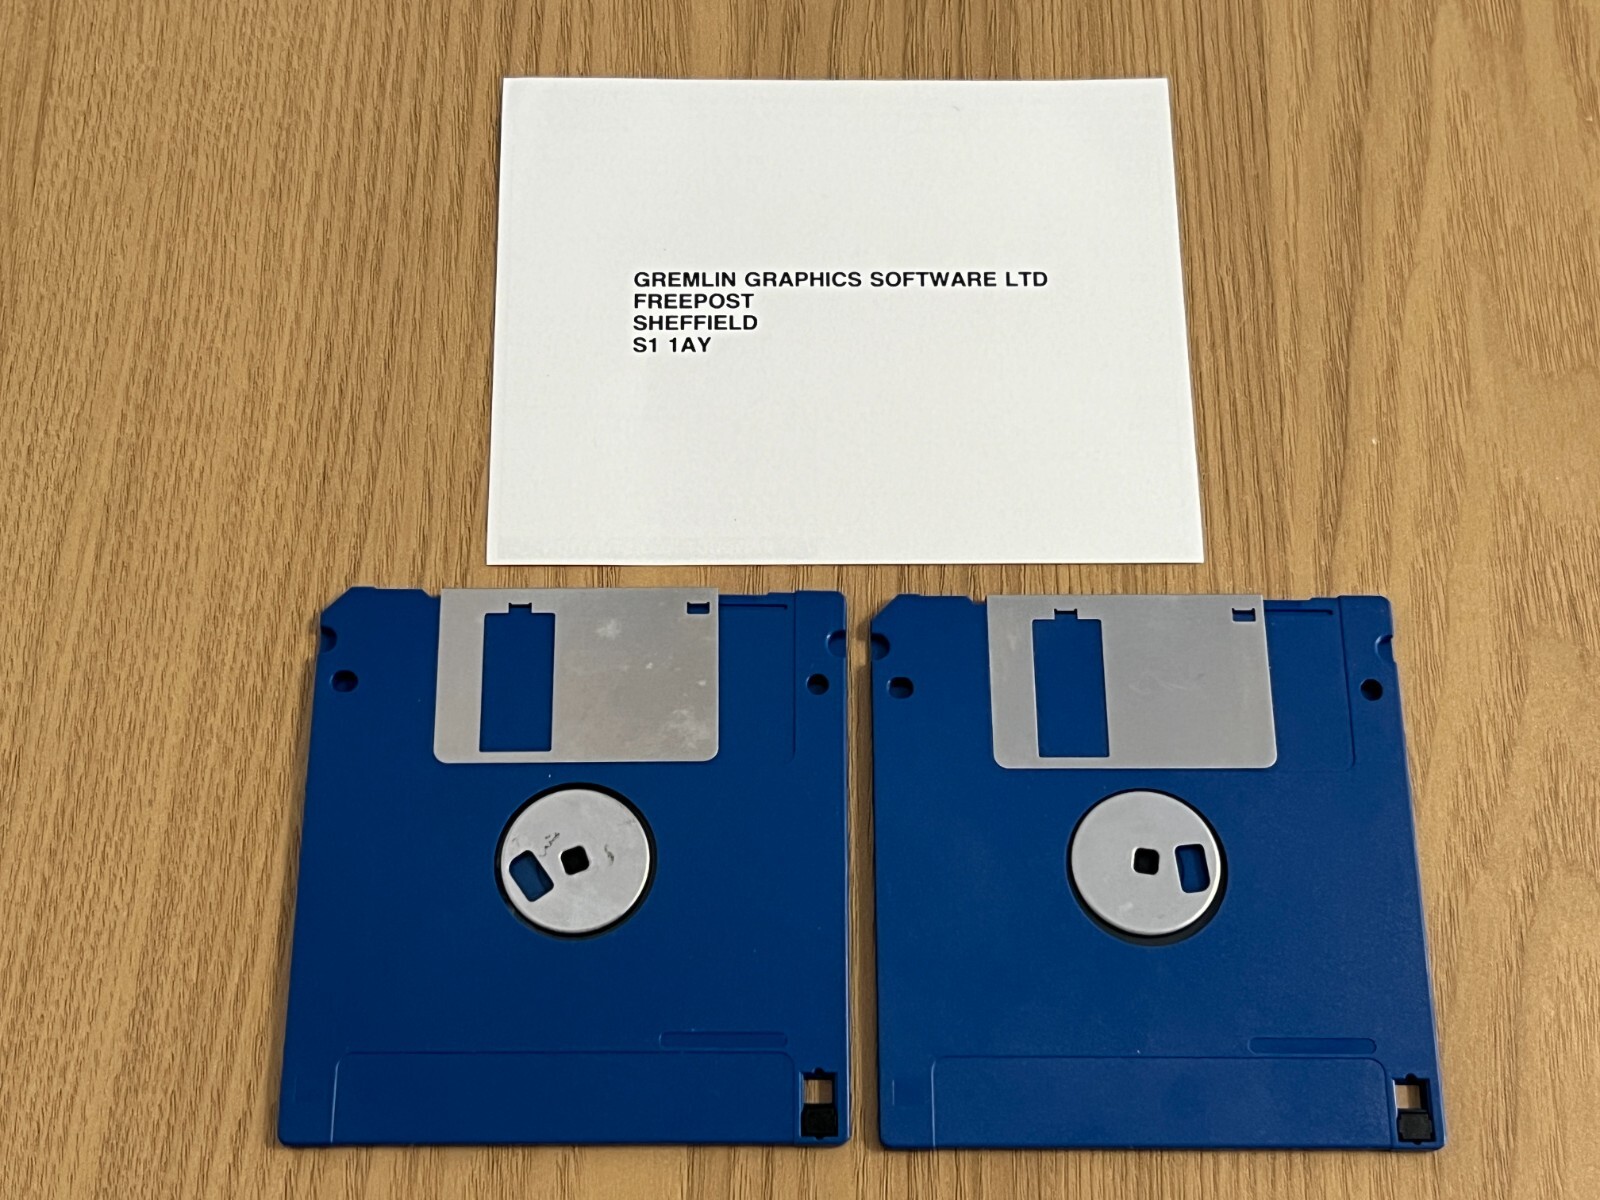 GREMLIN GRAPHICS SOFTWARE LTD
FREEPOST
SHEFFIELD
S1 1AY